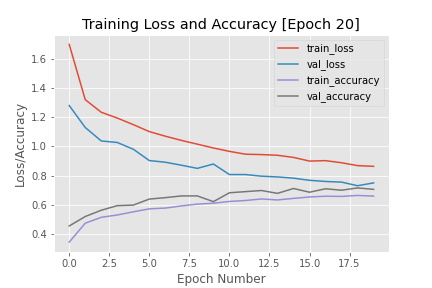 Training Loss and Accuracy [Epoch 20]
train_loss
val_loss
train_accuracy
val_accuracy
1.6
1.4
1.2
1.0
0.8
0.6
0.4
Loss/Accuracy
0.0 2.5 5.0 7.5 10.0 12.5 15.0 17.5
Epoch Number